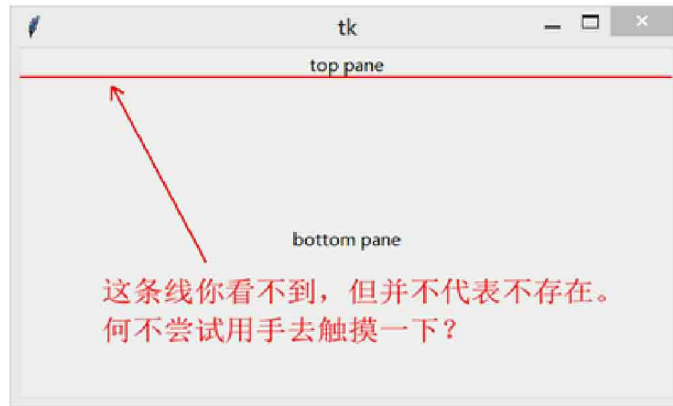 tk
top pane
bottom pane
这条线你看不到，但并不代表不存在。
何不尝试用手去触摸一下？